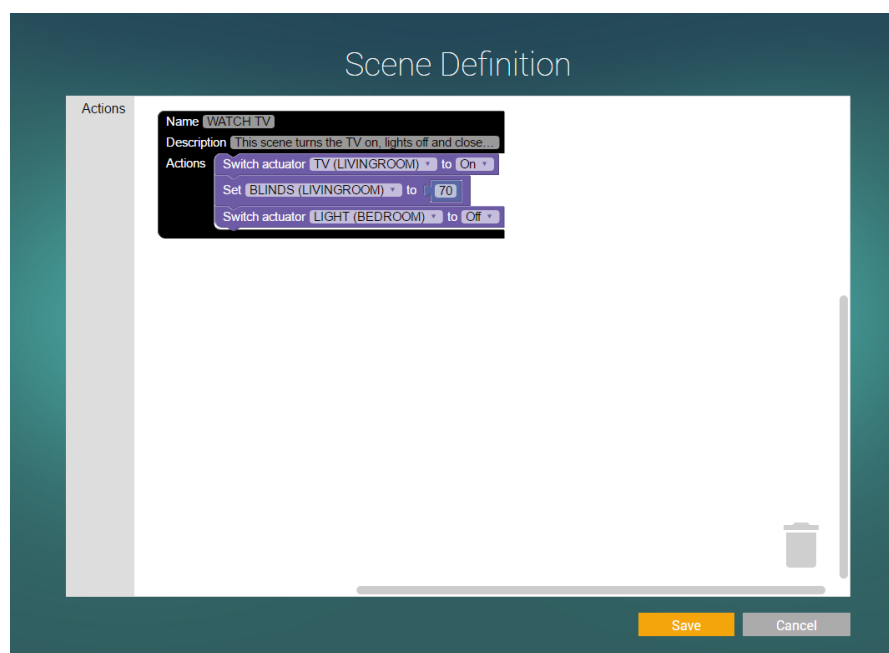 Scene Definition
Actions
Name WATCH TV
Description This scene turns the TV on, lights off and close...
Actions Switch actuator TV (LIVINGROOM) to On
Set BLINDS (LIVINGROOM) to 70
Switch actuator LIGHT (BEDROOM) to Off
Save Cancel